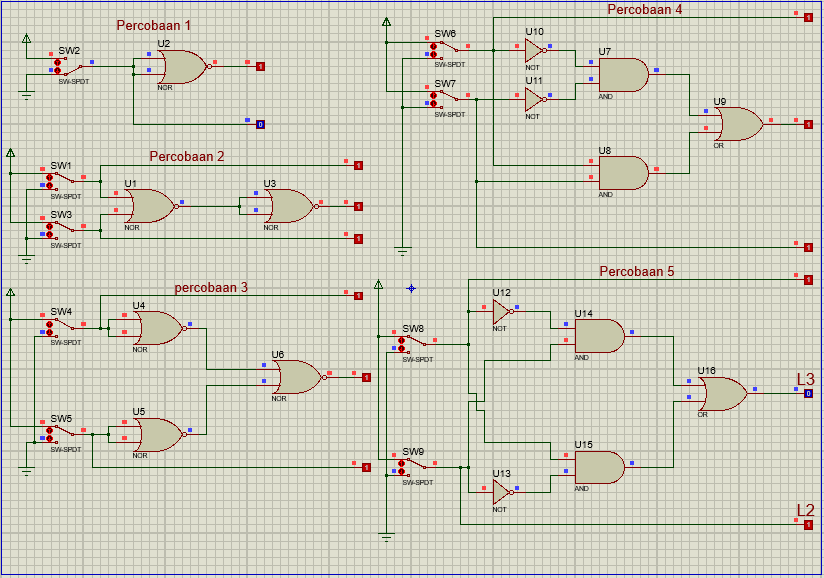 Percobaan 1
SW2
SW-SPDT
U2
NOR
1
0
Percobaan 2
SW1
SW-SPDT
SW3
SW-SPDT
U1
NOR
U3
NOR
1
1
1
percobaan 3
SW4
SW-SPDT
SW5
SW-SPDT
U4
NOR
U5
NOR
U6
NOR
1
1
1
Percobaan 4
SW6
SW-SPDT
SW7
SW-SPDT
U10
NOT
U11
NOT
U7
AND
U8
AND
U9
OR
1
1
1
Percobaan 5
SW8
SW-SPDT
SW9
SW-SPDT
U12
NOT
U13
NOT
U14
AND
U15
AND
U16
OR
1
L3
0
L2
1